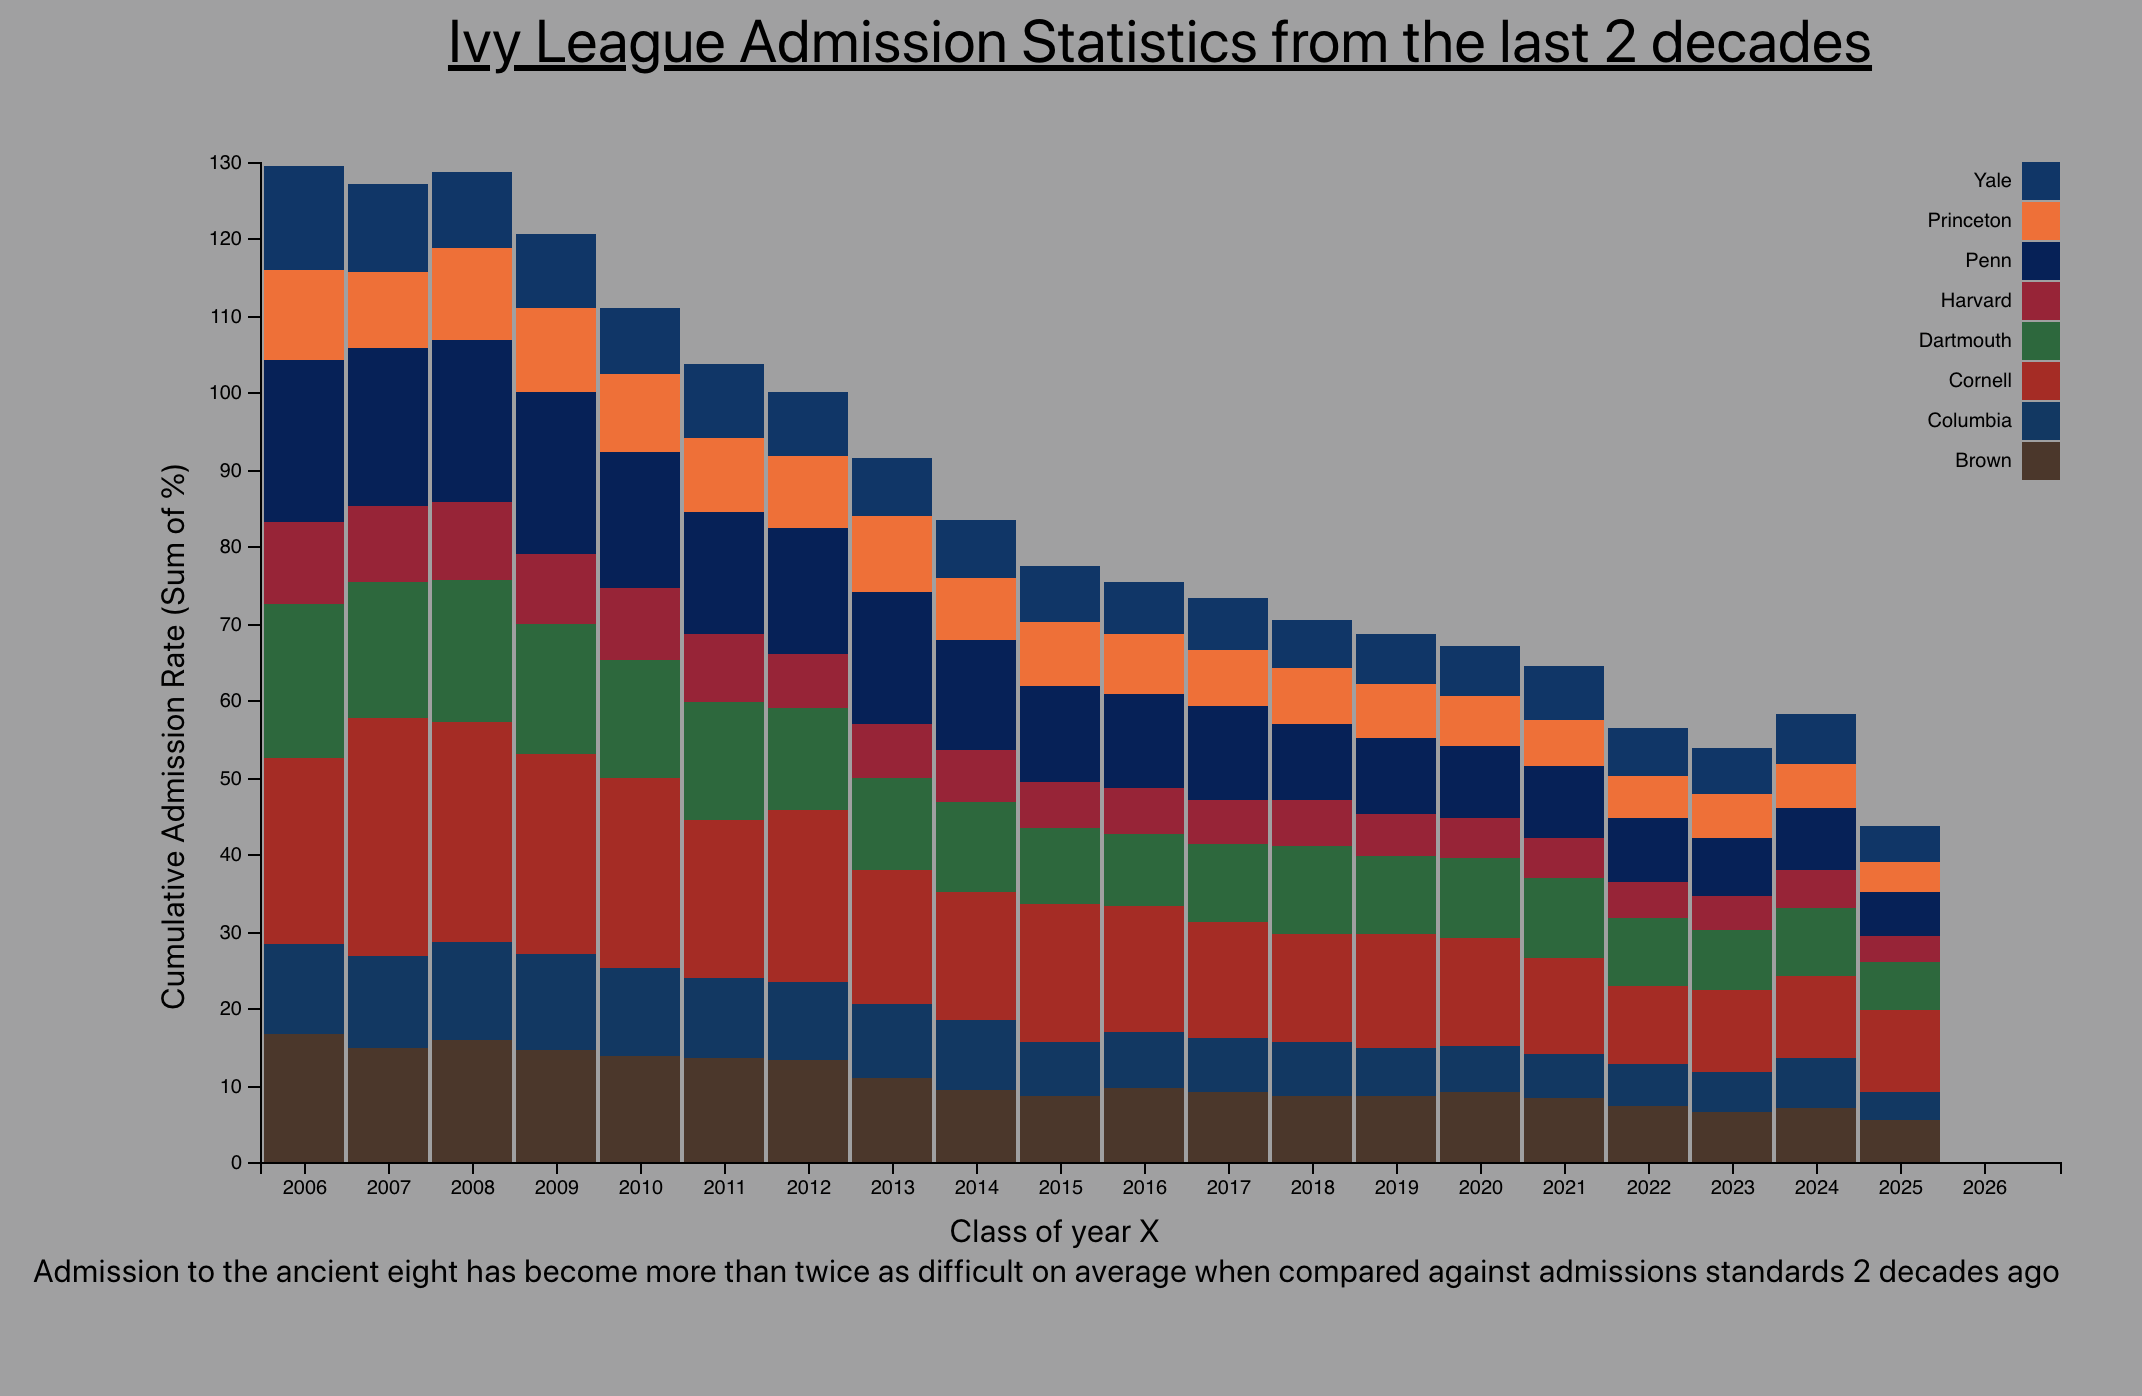 Ivy League Admission Statistics from the last 2 decades
130
120
110
100
90
80
70
60
50
40
30
20
10
0
Cumulative Admission Rate (Sum of %)
Yale
Princeton
Penn
Harvard
Dartmouth
Cornell
Columbia
Brown
2006 2007 2008 2009 2010 2011 2012 2013 2014 2015 2016 2017 2018 2019 2020 2021 2022 2023 2024 2025 2026
Class of year X
Admission to the ancient eight has become more than twice as difficult on average when compared against admissions standards 2 decades ago